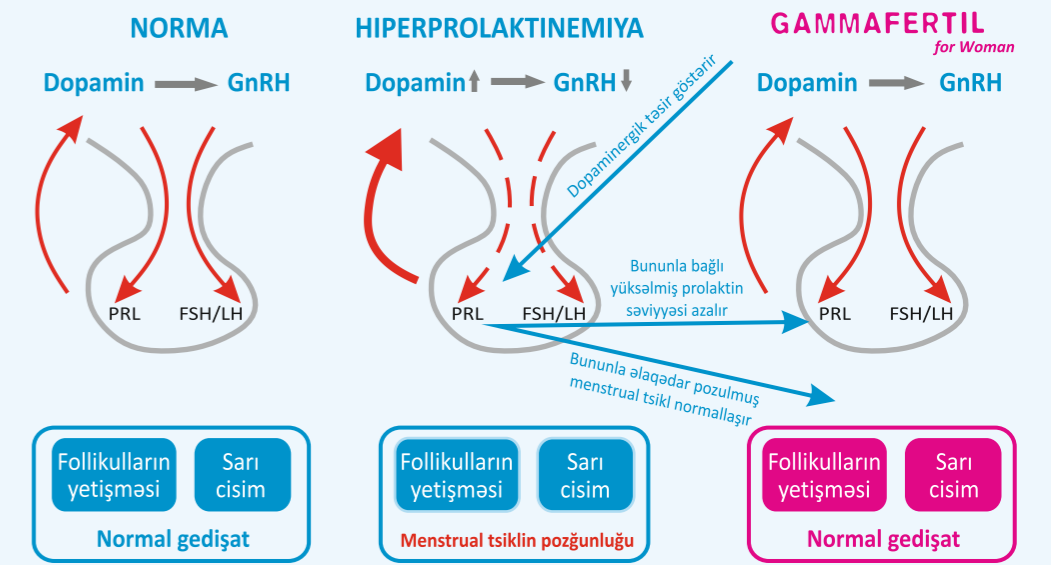 NORMA
Dopamin GnRH
PRL FSH/LH
Follikulların
yetişməsi
Sarı
cisim
Normal gedişat
HIPERPROLAKTINEMIYA
Dopamin GnRH
PRL FSH/LH
Follikulların
yetişməsi
Sarı
cisim
Menstrual tsiklin pozğunluğu
Dopaminergik təsir göstərir
Bununla bağlı
yüksəlmiş prolaktin
səviyyəsi azalır
Bununla əlaqədar pozulmuş
menstrual tsikl normallaşır
GAMMAFERTIL
for Woman
Dopamin GnRH
PRL FSH/LH
Follikulların
yetişməsi
Sarı
cisim
Normal gedişat